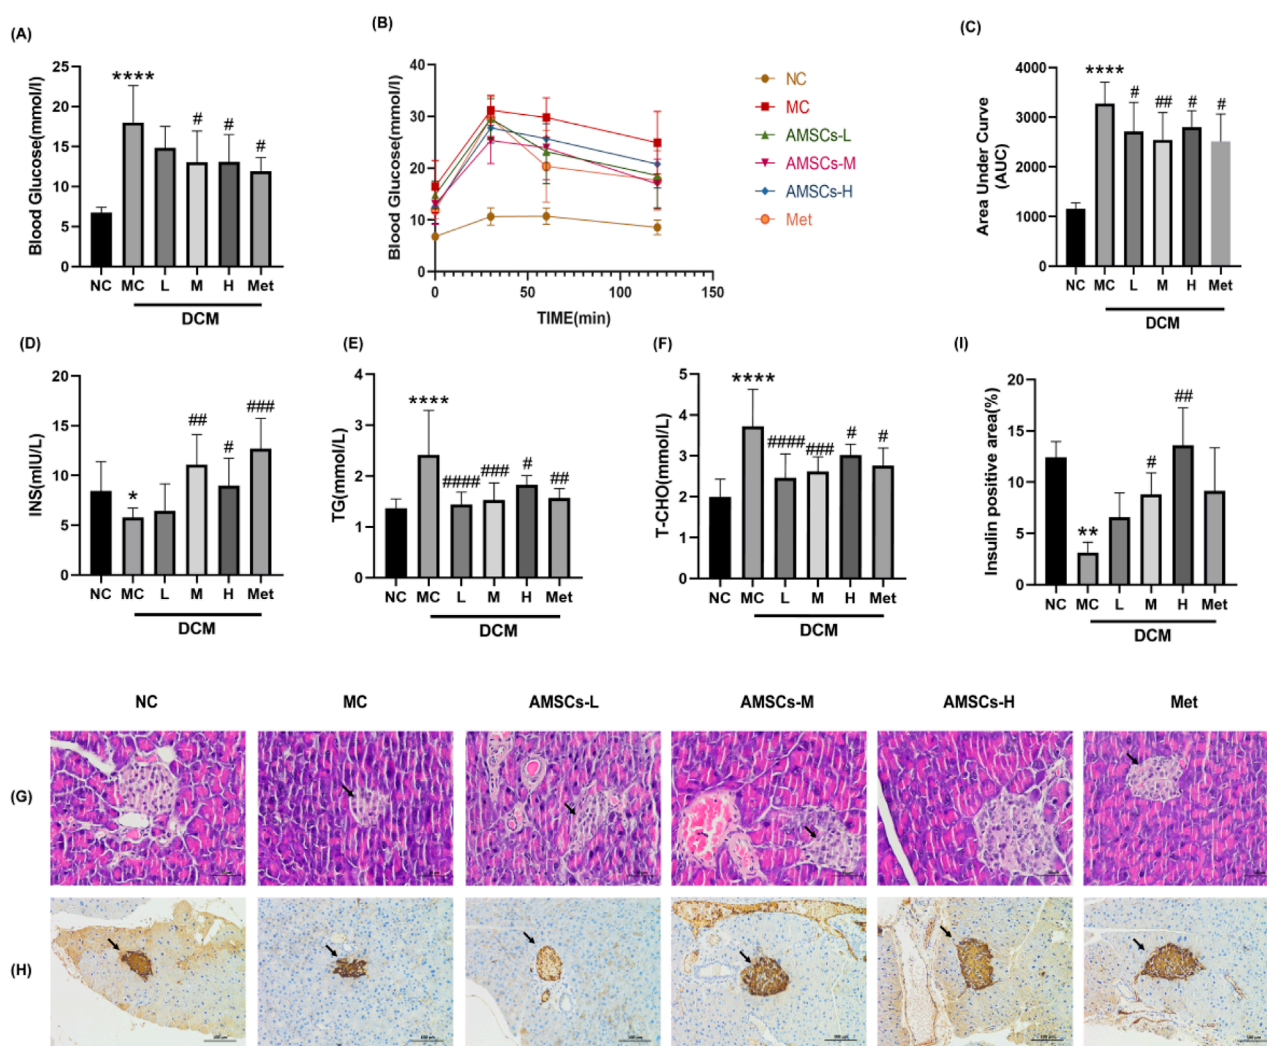 (A)
****
#
#
#
Blood Glucose(mmol/l)
25
20
15
10
5
0
NC MC L M H Met
DCM
(B)
Blood Glucose(mmol/l)
40
30
20
10
0
0 50 100 150
TIME(min)
NC
MC
AMSCs-L
AMSCs-M
AMSCs-H
Met
(C)
****
#
##
#
#
Area Under Curve
(AUC)
4000
3000
2000
1000
0
NC MC L M H Met
DCM
(D)
*
##
#
###
INS(mIU/L)
20
15
10
5
0
NC MC L M H Met
DCM
(E)
****
####
###
#
##
TG(mmol/L)
4
3
2
1
0
NC MC L M H Met
DCM
(F)
****
####
###
#
#
T-CHO(mmol/L)
5
4
3
2
1
0
NC MC L M H Met
DCM
(I)
**
#
##
Insulin positive area(%)
20
15
10
5
0
NC MC L M H Met
DCM
NC MC AMSCs-L AMSCs-M AMSCs-H Met
(G)
(H)